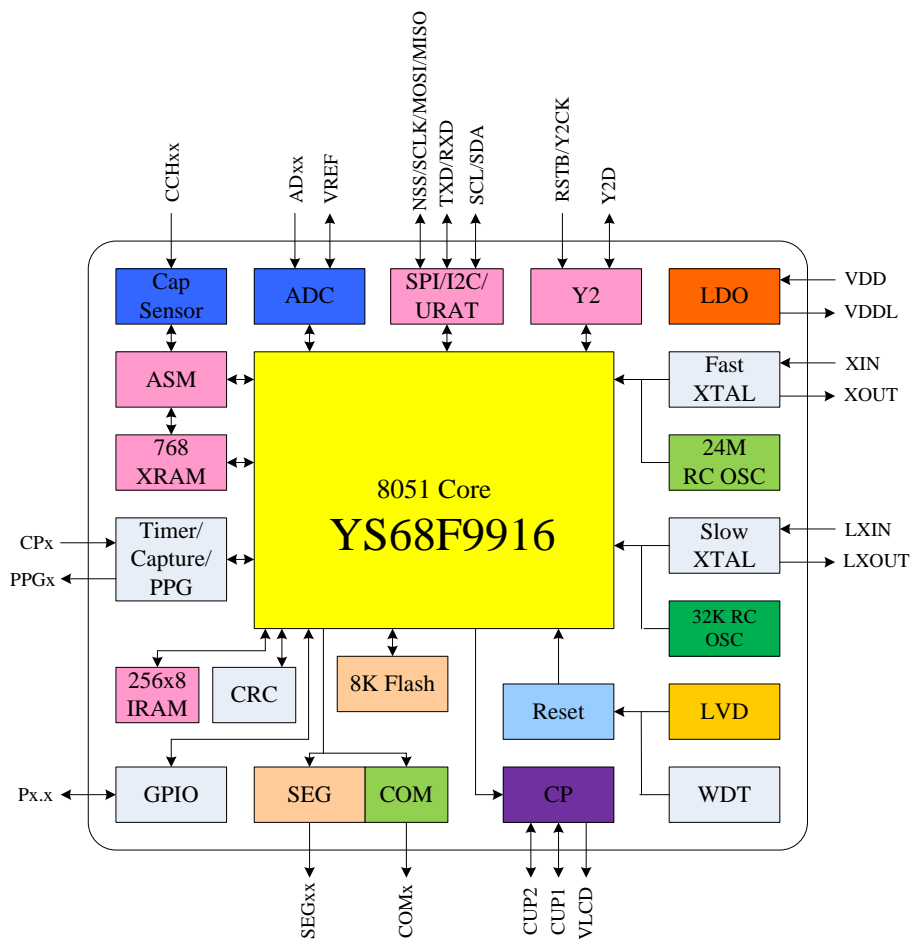 CCHxx
ADxx
VREF
NSS/SCLK/MOSI/MISO
TXD/RXD
SCL/SDA
RSTB/Y2CK
Y2D
Cap
Sensor
ADC
SPI/I2C/
URAT
Y2
LDO
VDD
VDDL
ASM
Fast
XTAL
XIN
XOUT
768
XRAM
24M
RC OSC
8051 Core
YS68F9916
CPx
PPGx
Timer/
Capture/
PPG
Slow
XTAL
LXIN
LXOUT
32K RC
OSC
256x8
IRAM
CRC
8K Flash
Reset
LVD
Px.x
GPIO
SEG
COM
CP
WDT
SEGxx
COMx
CUP2
CUP1
VLCD